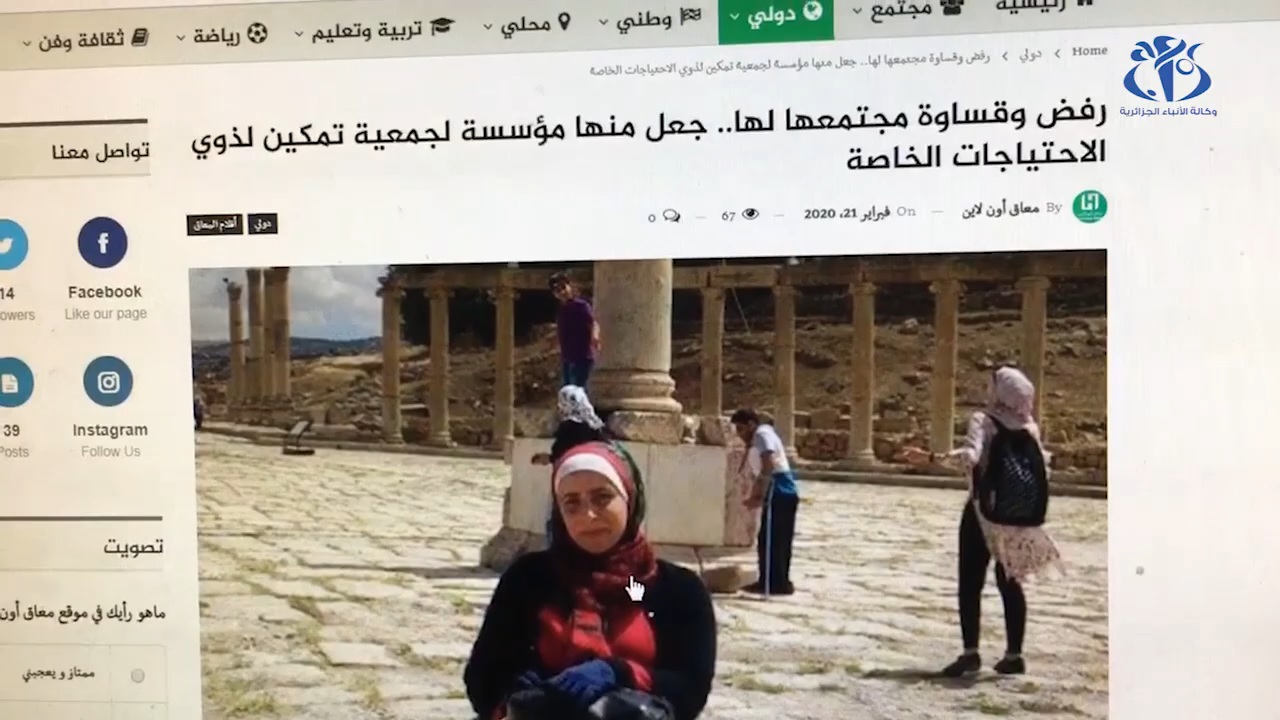 رئيسية
مجتمع
دولي
وطني
محلي
تربية وتعليم
رياضة
ثقافة وفن
Home › دولي › رفض وقساوة مجتمعها لها.. جعل منها مؤسسة لجمعية تمكين لذوي الاحتياجات الخاصة
وكالة الأنباء الجزائرية
رفض وقساوة مجتمعها لها.. جعل منها مؤسسة لجمعية تمكين لذوي
الاحتياجات الخاصة
By معاق أون لاين — On فبراير 21، 2020 — 67 — 0
دولي
أقلام المعاق
تواصل معنا
Facebook
Like our page
14
owers
Instagram
Follow Us
39
Posts
تصويت
ماهو رأيك في موقع معاق أون
ممتاز و يعجبني